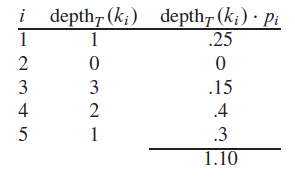 i depth_T(k_i) depth_T(k_i) · p_i
1 1 .25
2 0 0
3 3 .15
4 2 .4
5 1 .3
1.10